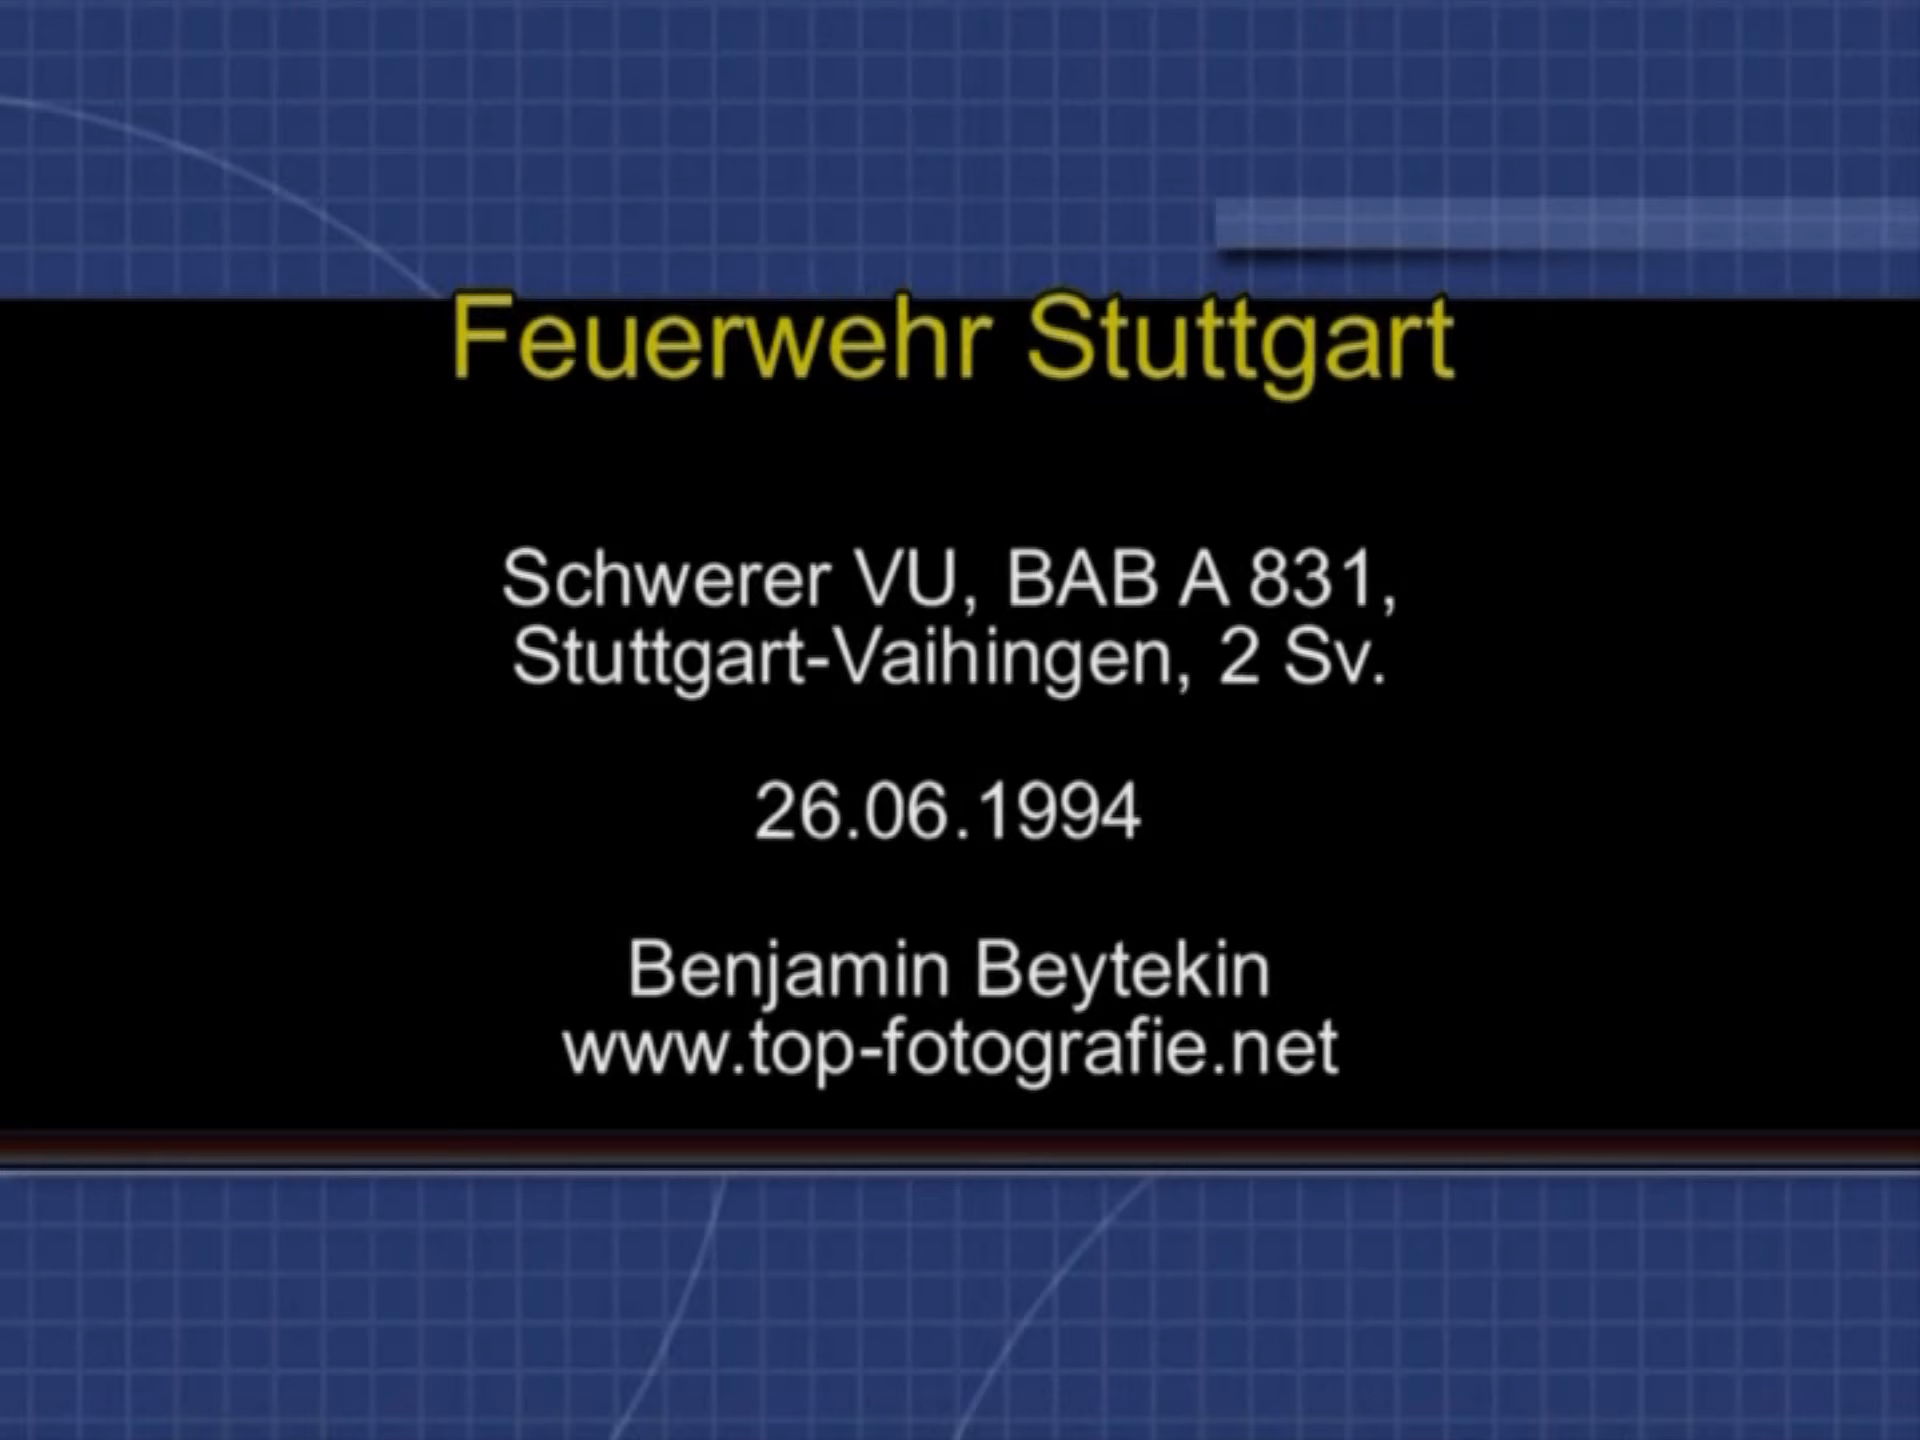 Feuerwehr Stuttgart
Schwerer VU, BAB A 831,
Stuttgart-Vaihingen, 2 Sv.
26.06.1994
Benjamin Beytekin
www.top-fotografie.net